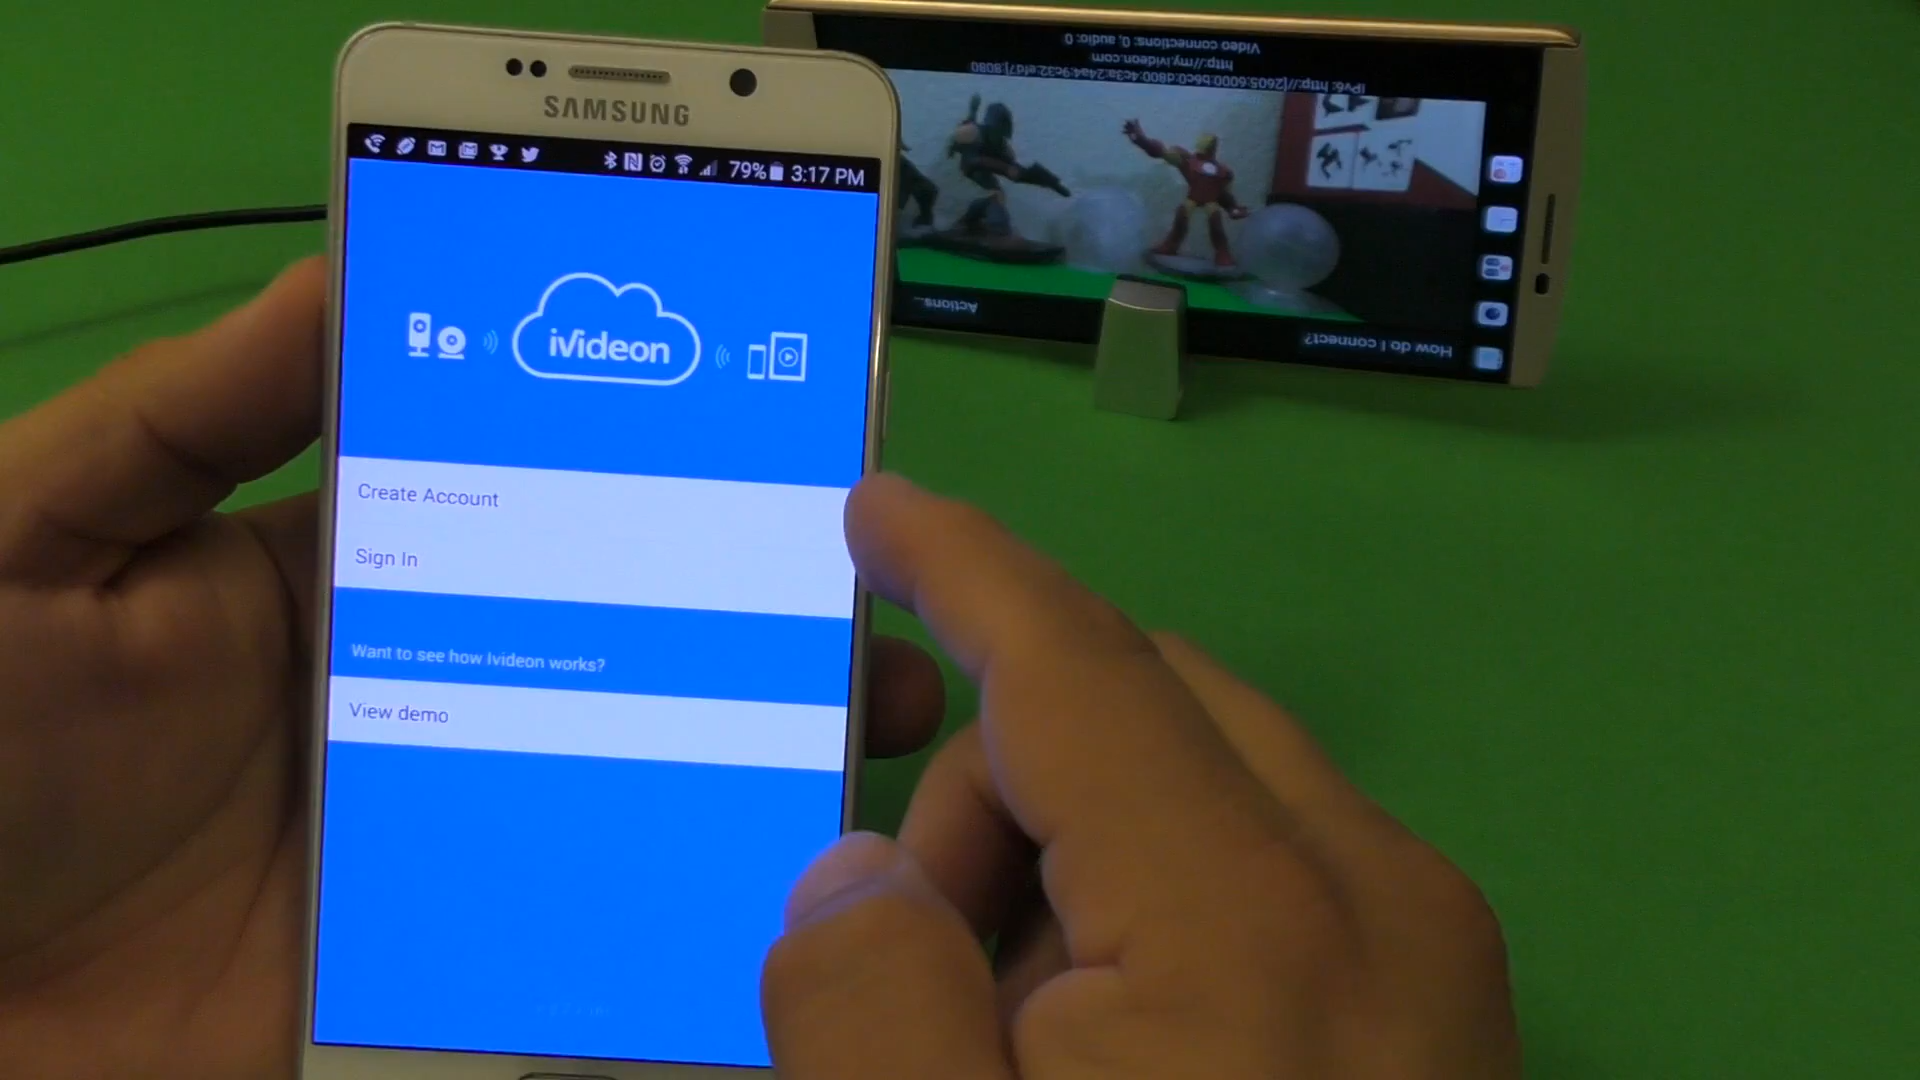 SAMSUNG
79% 3:17 PM
ivideon
Create Account
Sign In
Want to see how Ivideon works?
View demo
How do I connect?
Actions...
http://my.ivideon.com
Video connections: 0, audio: 0